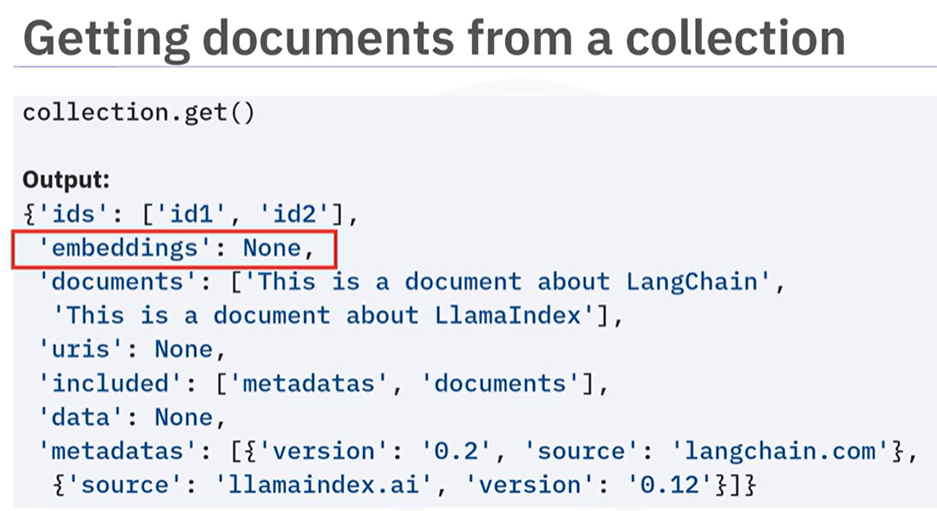 Getting documents from a collection
collection.get()
Output:
{'ids': ['id1', 'id2'],
'embeddings': None,
'documents': ['This is a document about LangChain',
'This is a document about LlamaIndex'],
'uris': None,
'included': ['metadatas', 'documents'],
'data': None,
'metadatas': [{'version': '0.2', 'source': 'langchain.com'},
{'source': 'llamaindex.ai', 'version': '0.12'}]}